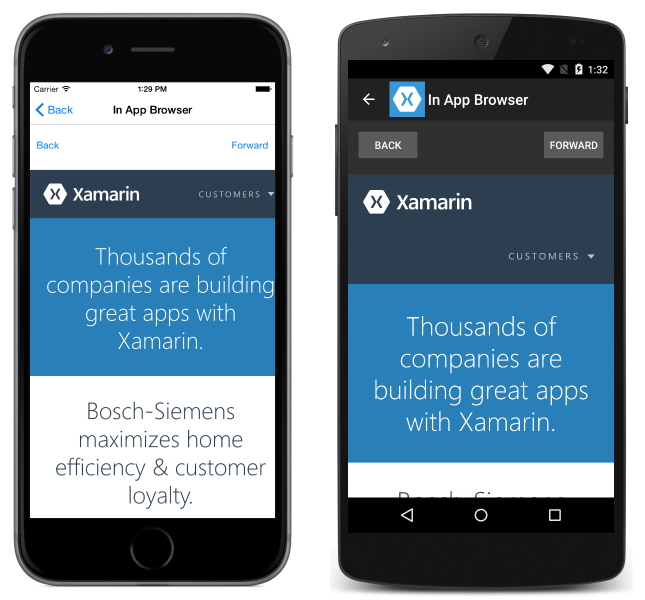 Carrier 1:29 PM
Back In App Browser
Back Forward
Xamarin CUSTOMERS
Thousands of
companies are building
great apps with
Xamarin.
Bosch-Siemens
maximizes home
efficiency & customer
loyalty.
1:32
In App Browser
BACK FORWARD
Xamarin
CUSTOMERS
Thousands of
companies are
building great apps
with Xamarin.
Bosch-Siemens